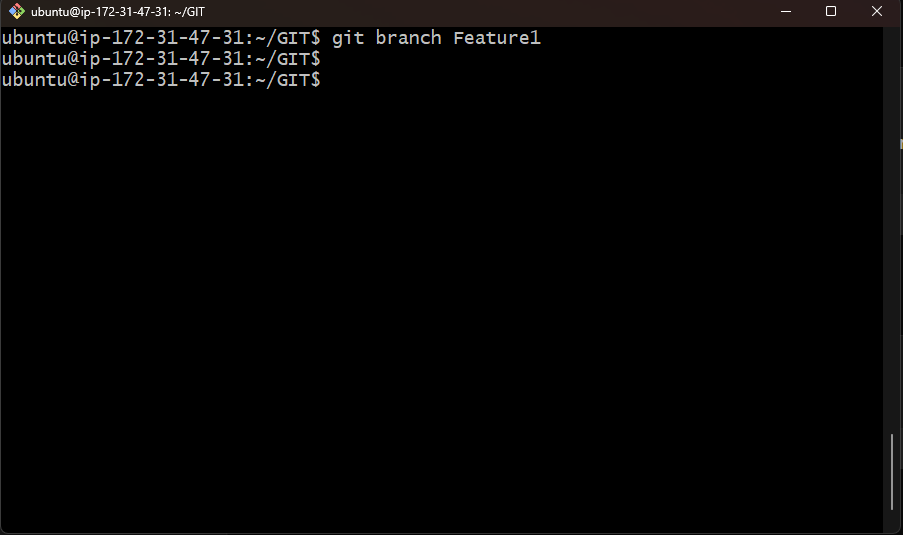 ubuntu@ip-172-31-47-31: ~/GIT
ubuntu@ip-172-31-47-31:~/GIT$ git branch Feature1
ubuntu@ip-172-31-47-31:~/GIT$
ubuntu@ip-172-31-47-31:~/GIT$